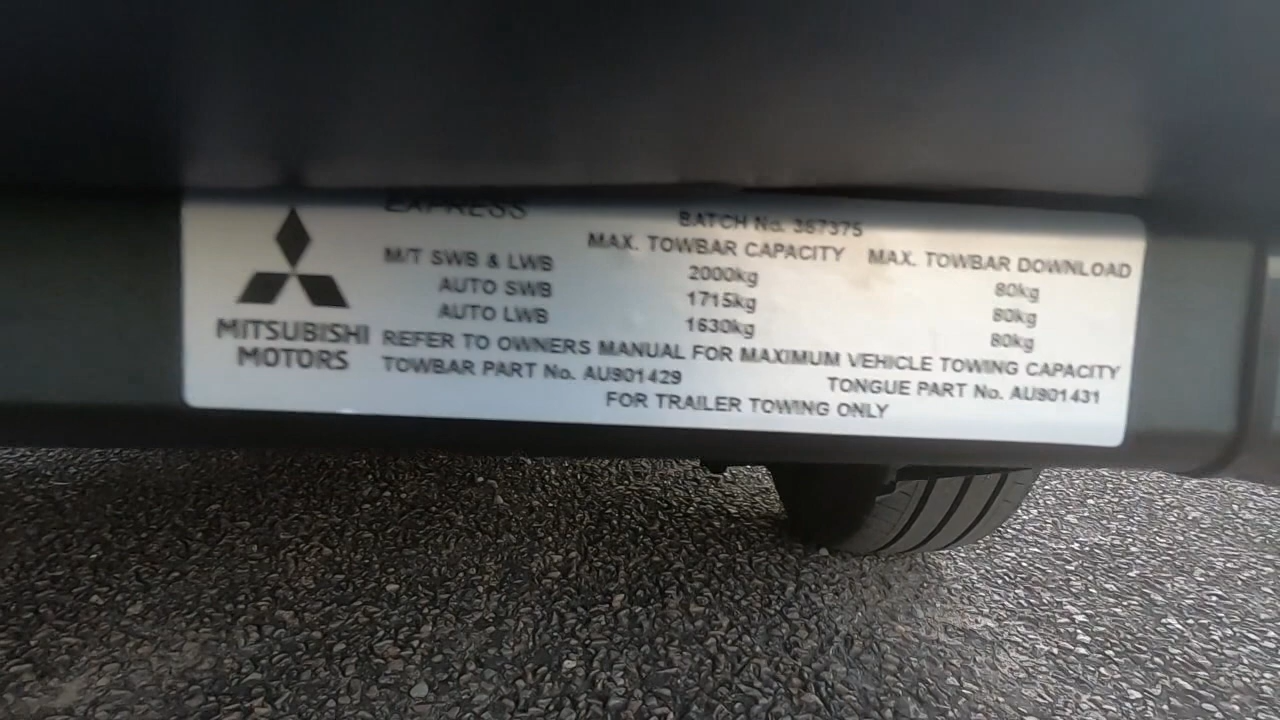 EXPRESS
BATCH No. 367375
MAX. TOWBAR CAPACITY MAX. TOWBAR DOWNLOAD
M/T SWB & LWB 2000kg 80kg
AUTO SWB 1715kg 80kg
AUTO LWB 1630kg 80kg
REFER TO OWNERS MANUAL FOR MAXIMUM VEHICLE TOWING CAPACITY
TOWBAR PART No. AU901429 TONGUE PART No. AU901431
FOR TRAILER TOWING ONLY
MITSUBISHI
MOTORS